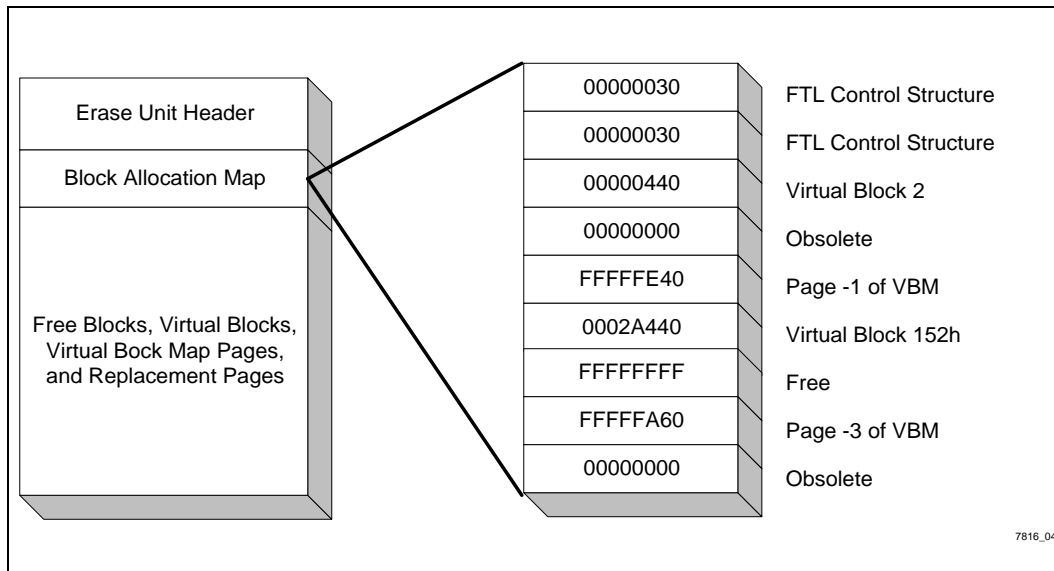 Erase Unit Header
Block Allocation Map
Free Blocks, Virtual Blocks,
Virtual Bock Map Pages,
and Replacement Pages
00000030
FTL Control Structure
00000030
FTL Control Structure
00000440
Virtual Block 2
00000000
Obsolete
FFFFFE40
Page -1 of VBM
0002A440
Virtual Block 152h
FFFFFFFF
Free
FFFFFA60
Page -3 of VBM
00000000
Obsolete
7816_04